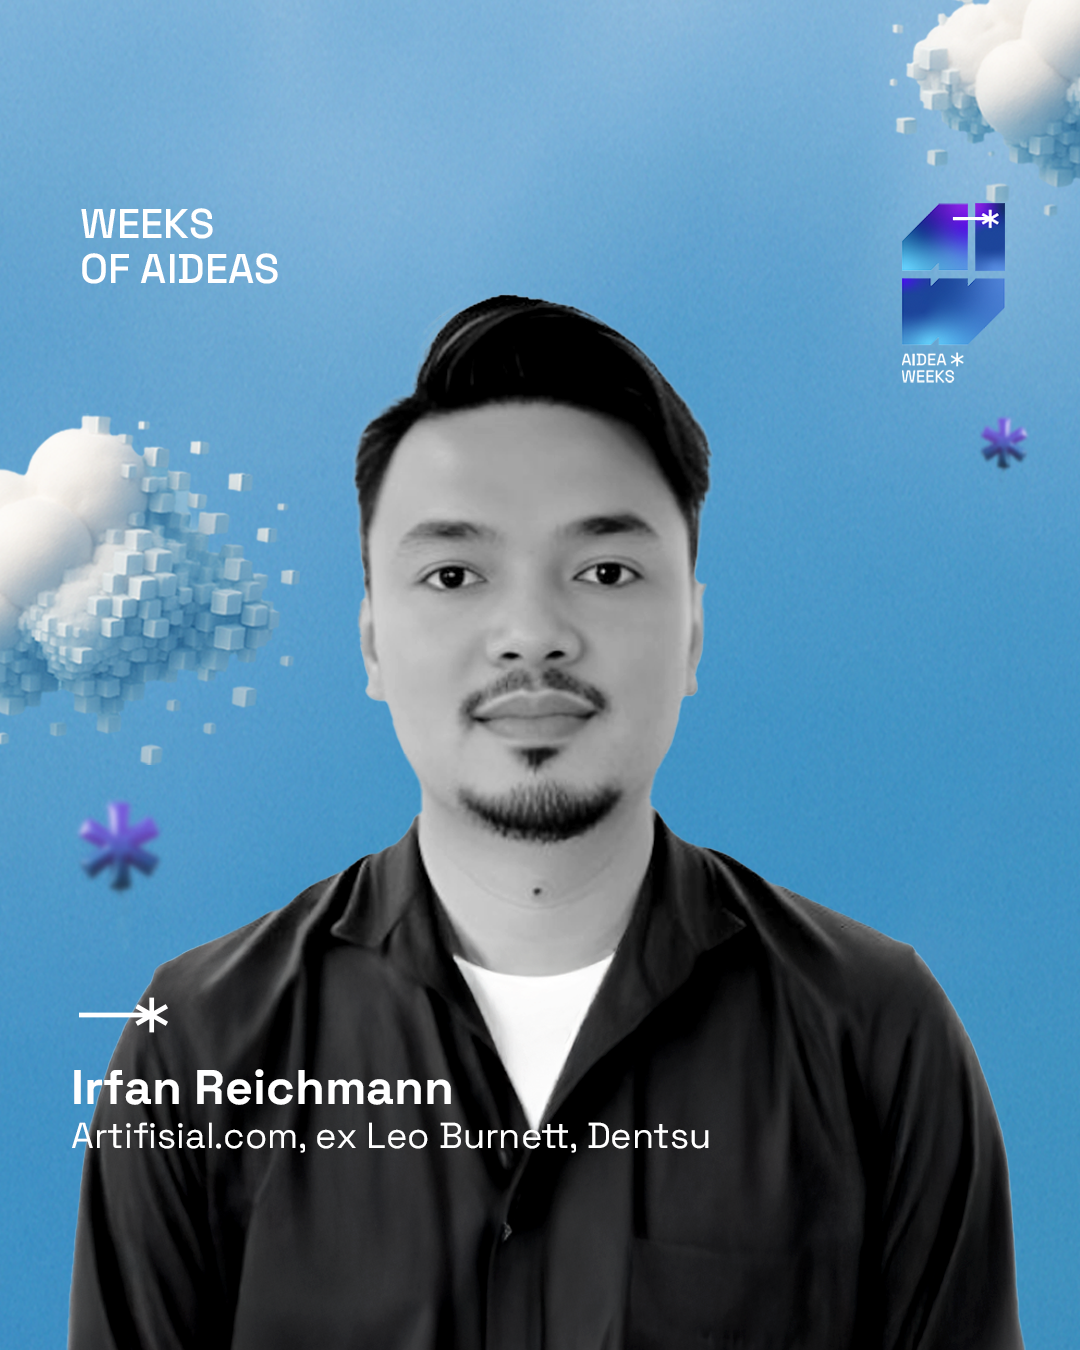 WEEKS
OF AIDEAS
AIDEA *
WEEKS
Irfan Reichmann
Artifisial.com, ex Leo Burnett, Dentsu